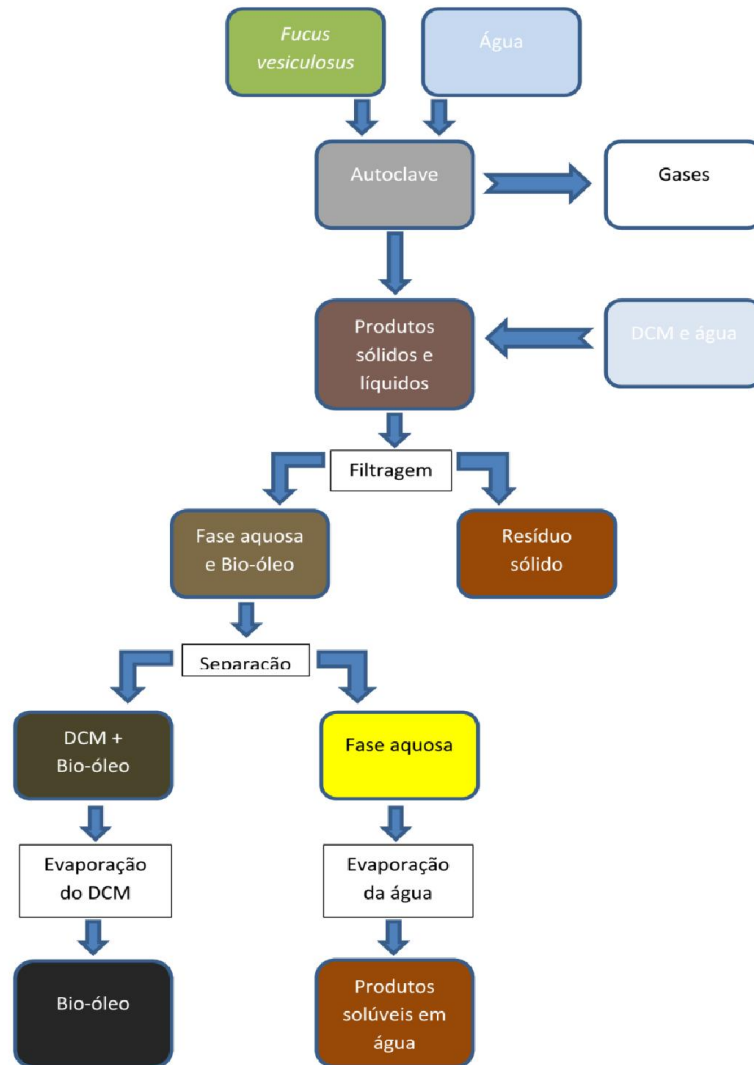 Fucus
vesiculosus
Água
Autoclave
Gases
Produtos
sólidos e
líquidos
DCM e água
Filtragem
Fase aquosa
e Bio-óleo
Resíduo
sólido
Separação
DCM +
Bio-óleo
Fase aquosa
Evaporação
do DCM
Evaporação
da água
Bio-óleo
Produtos
solúveis em
água